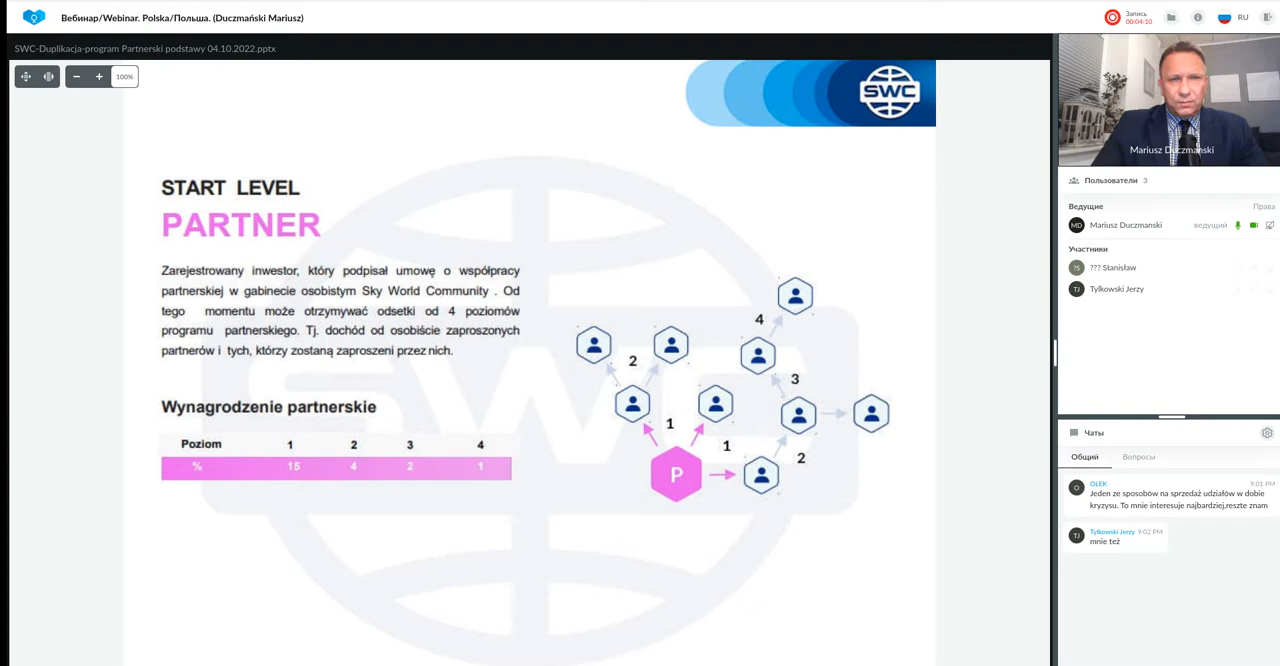 Вебинар/Webinar. Polska/Польша. (Duczmański Mariusz)
Запись
00:04:10
RU
SWC-Duplikacja-program Partnerski podstawy 04.10.2022.pptx
100%
SWC
START LEVEL
PARTNER
Zarejestrowany inwestor, który podpisał umowę o współpracy
partnerskiej w gabinecie osobistym Sky World Community . Od
tego momentu może otrzymywać odsetki od 4 poziomów
programu partnerskiego. Tj. dochód od osobiście zaproszonych
partnerów i tych, którzy zostaną zaproszeni przez nich.
Wynagrodzenie partnerskie
Poziom 1 2 3 4
% 15 4 2 1
4
2
3
1
1
2
P
SWC
Mariusz Duczmanski
Пользователи 3
Ведущие Права
MD Mariusz Duczmanski ведущий
Участники
?S ??? Stanisław
TJ Tylkowski Jerzy
Чаты
Общий Вопросы
O OLEK 9:01 PM
Jeden ze sposobów na sprzedaż udziałów w dobie
kryzysu. To mnie interesuje najbardziej,reszte znam
TJ Tylkowski Jerzy 9:02 PM
mnie też